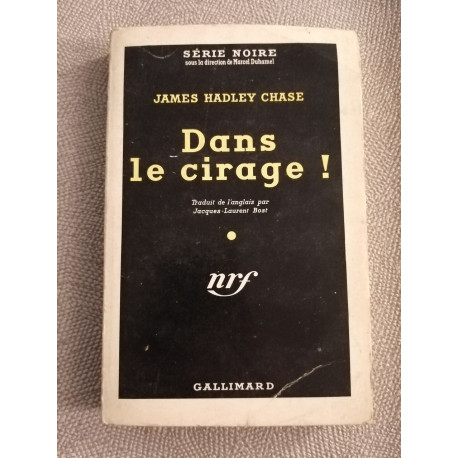 SÉRIE NOIRE
sous la direction de Marcel Duhamel
JAMES HADLEY CHASE
Dans
le cirage !
Traduit de l'anglais par
Jacques-Laurent Bost
nrf
GALLIMARD